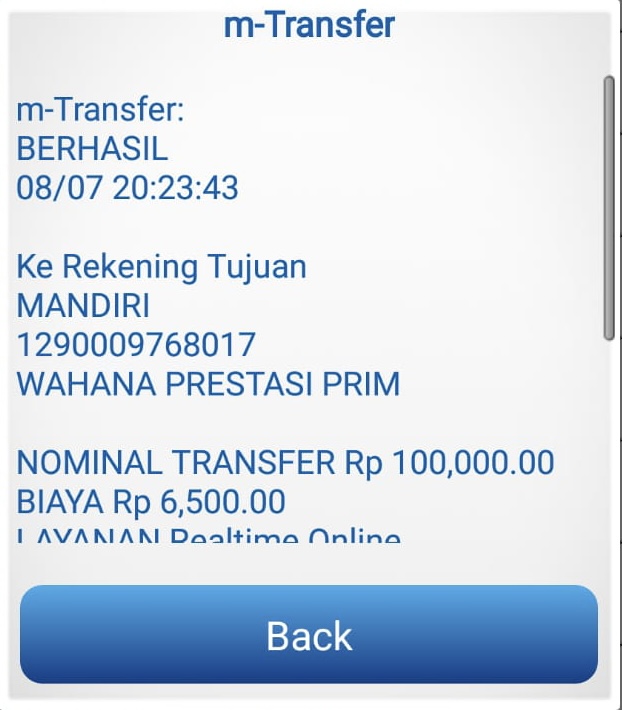 m-Transfer
m-Transfer:
BERHASIL
08/07 20:23:43
Ke Rekening Tujuan
MANDIRI
1290009768017
WAHANA PRESTASI PRIM
NOMINAL TRANSFER Rp 100,000.00
BIAYA Rp 6,500.00
LAYANAN Realtime Online
Back